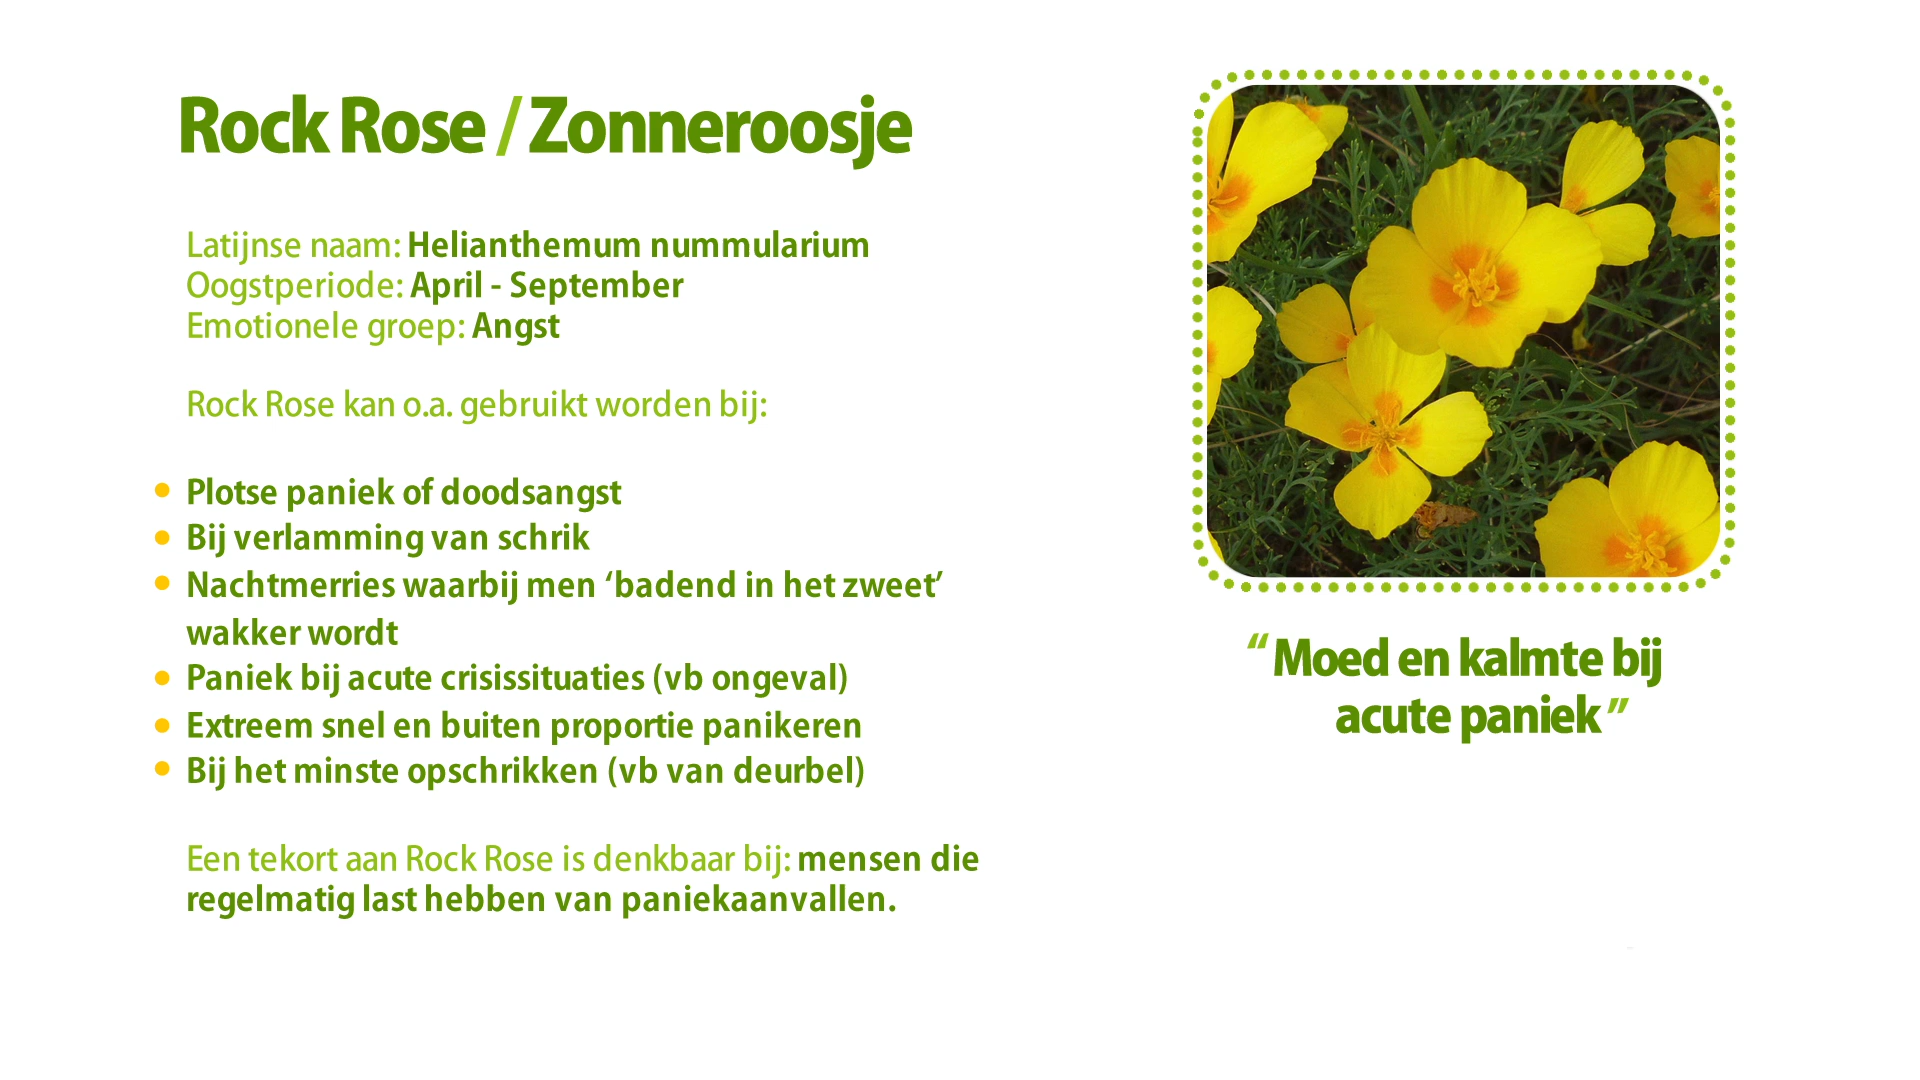 Rock Rose / Zonneroosje
Latijnse naam: Helianthemum nummularium
Oogstperiode: April - September
Emotionele groep: Angst
Rock Rose kan o.a. gebruikt worden bij:
• Plotse paniek of doodsangst
• Bij verlamming van schrik
• Nachtmerries waarbij men ‘badend in het zweet’
wakker wordt
• Paniek bij acute crisissituaties (vb ongeval)
• Extreem snel en buiten proportie panikeren
• Bij het minste opschrikken (vb van deurbel)
Een tekort aan Rock Rose is denkbaar bij: mensen die
regelmatig last hebben van paniekaanvallen.
“Moed en kalmte bij
acute paniek”